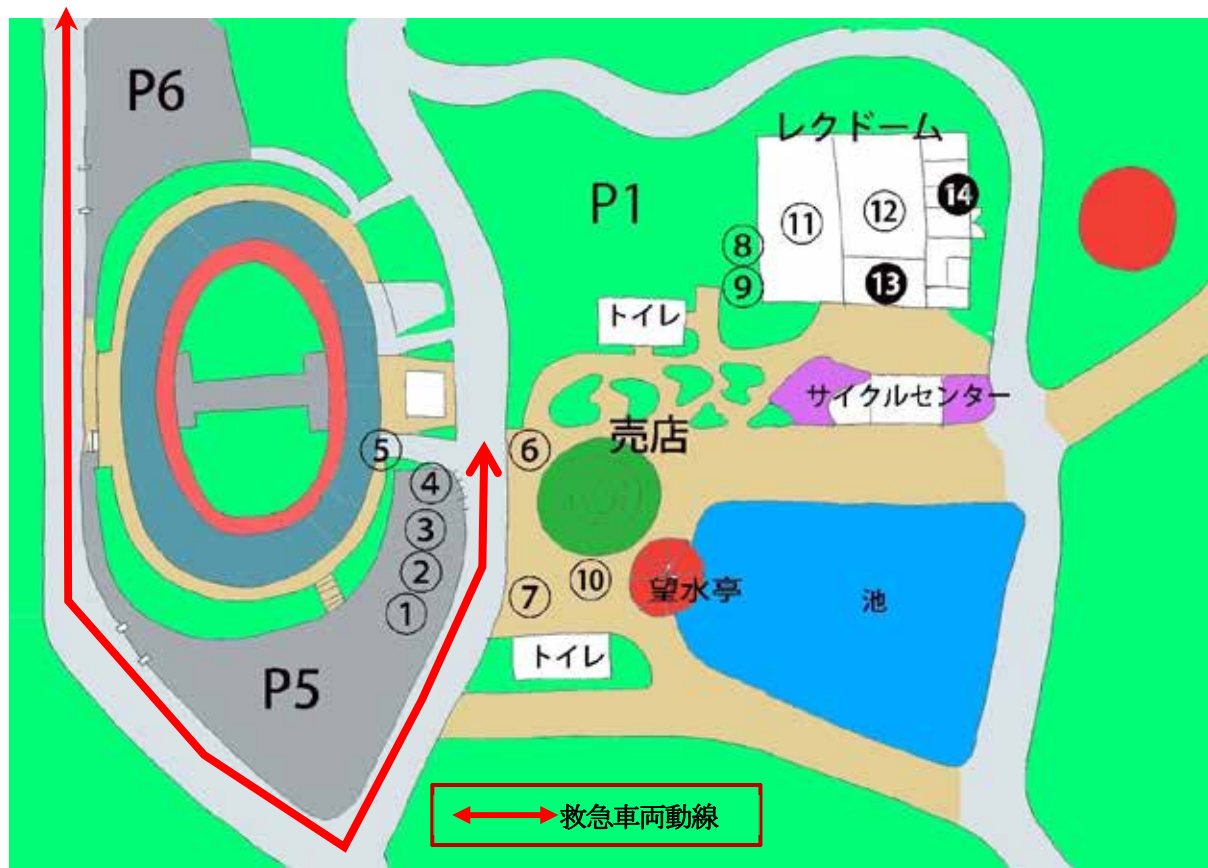 P6
レクドーム
P1
⑭
⑪
⑫
⑧
⑨
⑬
トイレ
サイクルセンター
売店
⑤
⑥
④
③
②
①
⑦
⑩
望水亭
池
トイレ
P5
救急車両動線